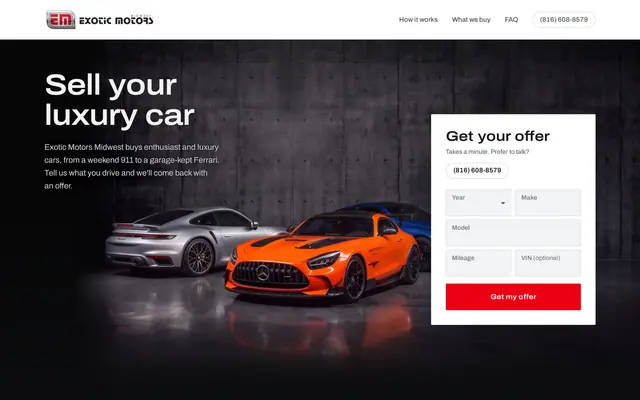 EM EXOTIC MOTORS
How it works
What we buy
FAQ
(816) 608-8579
Sell your
luxury car
Exotic Motors Midwest buys enthusiast and luxury
cars, from a weekend 911 to a garage-kept Ferrari.
Tell us what you drive and we'll come back with
an offer.
Get your offer
Takes a minute. Prefer to talk?
(816) 608-8579
Year
Make
Model
Mileage
VIN (optional)
Get my offer